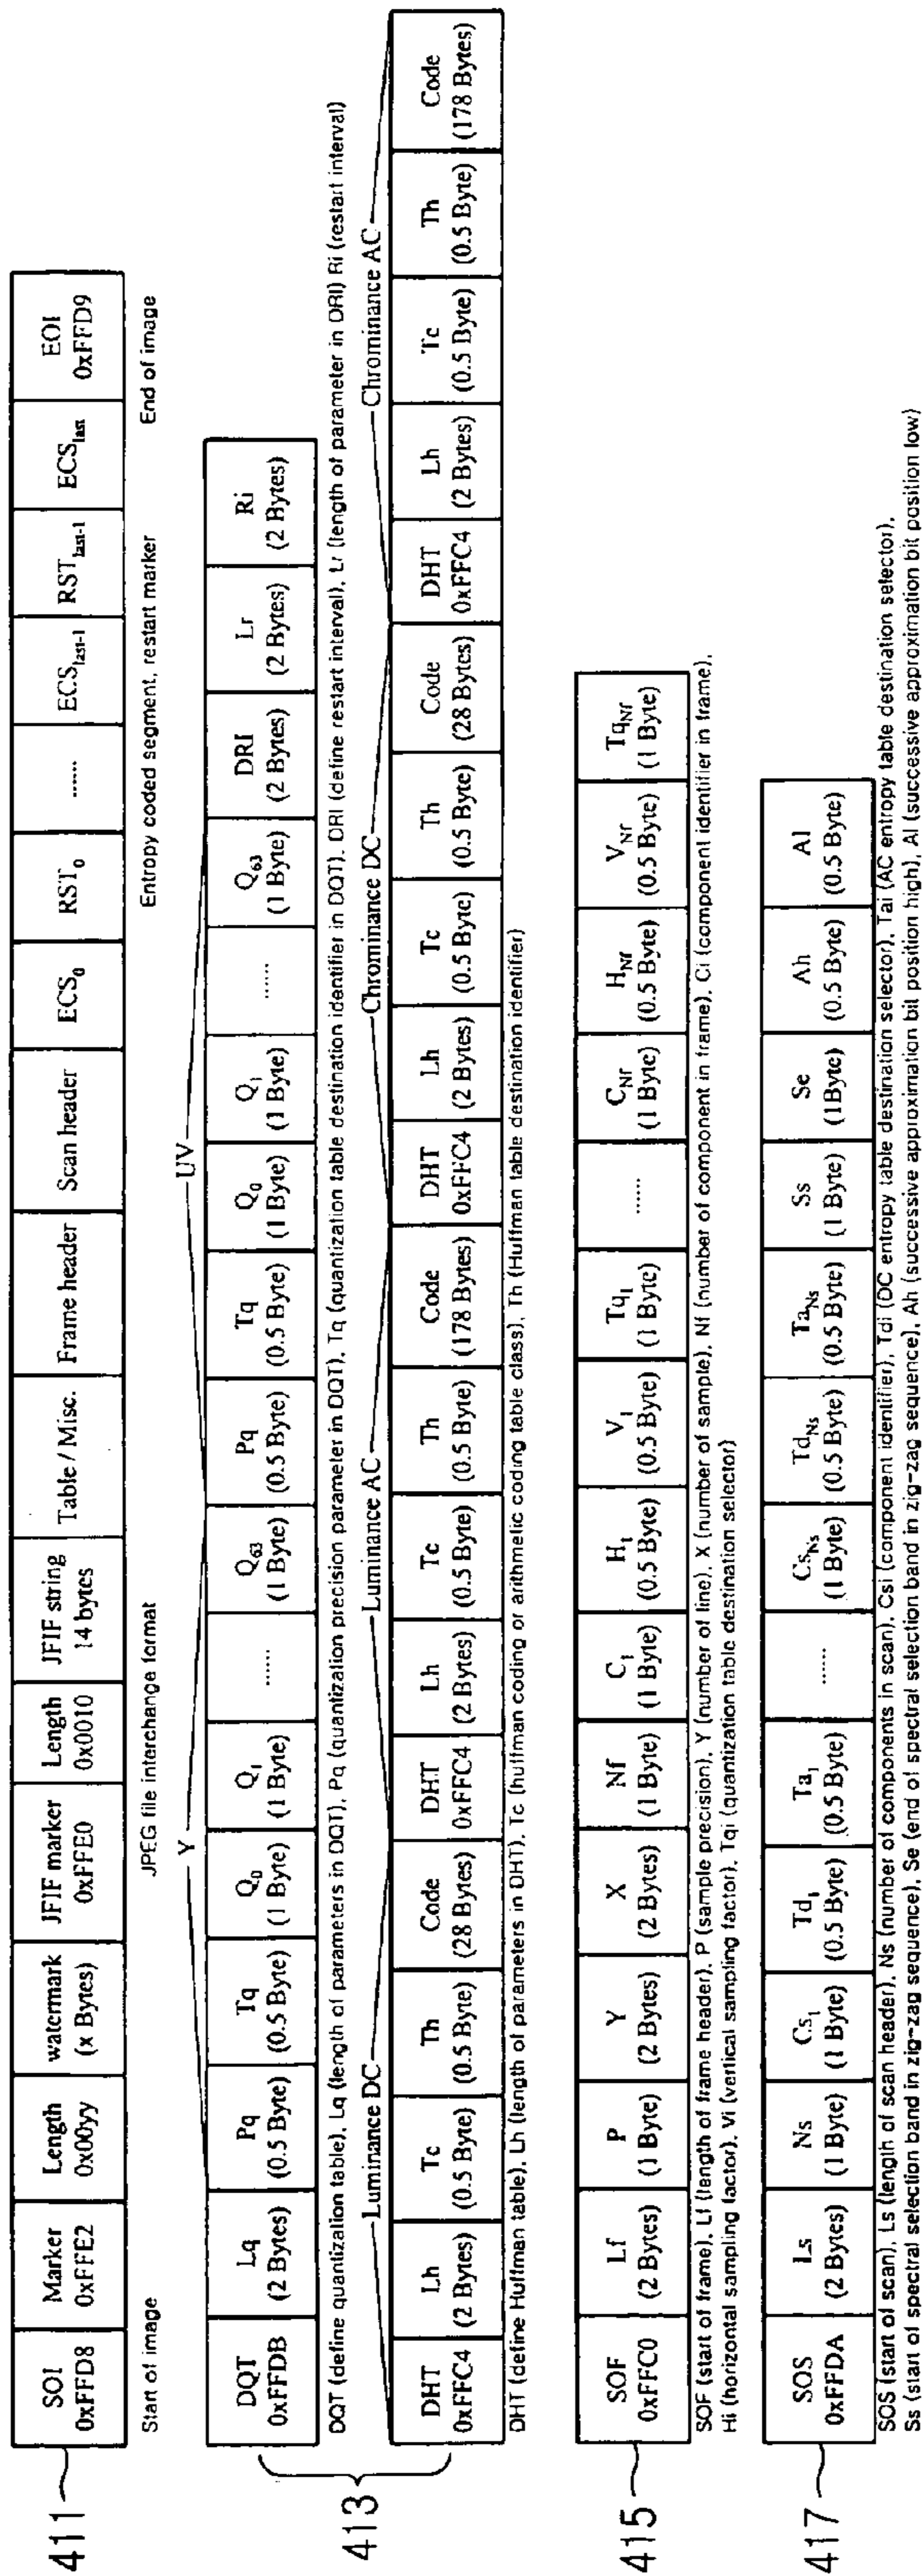 411
SOI 0xFFD8 | Marker 0xFFE2 | Length 0x00yy | watermark (x Bytes) | JFIF marker 0xFFE0 | Length 0x0010 | JFIF string 14 bytes | Table / Misc. | Frame header | Scan header | ECS0 | RST0 | ...... | ECSlast-1 | RSTlast-1 | ECSlast | EOI 0xFFD9
Start of image
JPEG file interchange format
Entropy coded segment, restart marker
End of image
413
Y
UV
DQT 0xFFDB | Lq (2 Bytes) | Pq (0.5 Byte) | Tq (0.5 Byte) | Q0 (1 Byte) | Q1 (1 Byte) | ...... | Q63 (1 Byte) | Pq (0.5 Byte) | Tq (0.5 Byte) | Q0 (1 Byte) | Q1 (1 Byte) | ...... | Q63 (1 Byte) | DRI (2 Bytes) | Lr (2 Bytes) | Ri (2 Bytes)
DQT (define quantization table), Lq (length of parameters in DQT), Pq (quantization precision parameter in DQT), Tq (quantization table destination identifier in DQT), DRI (define restart interval), Lr (length of parameter in DRI) Ri (restart interval)
Luminance DC
Luminance AC
Chrominance DC
Chrominance AC
DHT 0xFFC4 | Lh (2 Bytes) | Tc (0.5 Byte) | Th (0.5 Byte) | Code (28 Bytes) | DHT 0xFFC4 | Lh (2 Bytes) | Tc (0.5 Byte) | Th (0.5 Byte) | Code (178 Bytes) | DHT 0xFFC4 | Lh (2 Bytes) | Tc (0.5 Byte) | Th (0.5 Byte) | Code (28 Bytes) | DHT 0xFFC4 | Lh (2 Bytes) | Tc (0.5 Byte) | Th (0.5 Byte) | Code (178 Bytes)
DHT (define Huffman table), Lh (length of parameters in DHT), Tc (huffman coding or arithmetic coding table class), Th (Huffman table destination identifier)
415
SOF 0xFFC0 | Lf (2 Bytes) | P (1 Byte) | Y (2 Bytes) | X (2 Bytes) | Nf (1 Byte) | C1 (1 Byte) | H1 (0.5 Byte) | V1 (0.5 Byte) | Tq1 (1 Byte) | ...... | CNf (1 Byte) | HNf (0.5 Byte) | VNf (0.5 Byte) | TqNf (1 Byte)
SOF (start of frame), Lf (length of frame header), P (sample precision), Y (number of line), X (number of sample), Nf (number of component in frame), Ci (component identifier in frame),
Hi (horizontal sampling factor), Vi (vertical sampling factor), Tqi (quantization table destination selector)
417
SOS 0xFFDA | Ls (2 Bytes) | Ns (1 Byte) | Cs1 (1 Byte) | Td1 (0.5 Byte) | Ta1 (0.5 Byte) | ...... | CsNs (1 Byte) | TdNs (0.5 Byte) | TaNs (0.5 Byte) | Ss (1 Byte) | Se (1Byte) | Ah (0.5 Byte) | Al (0.5 Byte)
SOS (start of scan), Ls (length of scan header), Ns (number of components in scan), Csi (component identifier), Tdi (DC entropy table destination selector), Tai (AC entropy table destination selector),
Ss (start of spectral selection band in zig-zag sequence), Se (end of spectral selection band in zig-zag sequence), Ah (successive approximation bit position high), Al (successive approximation bit position low)